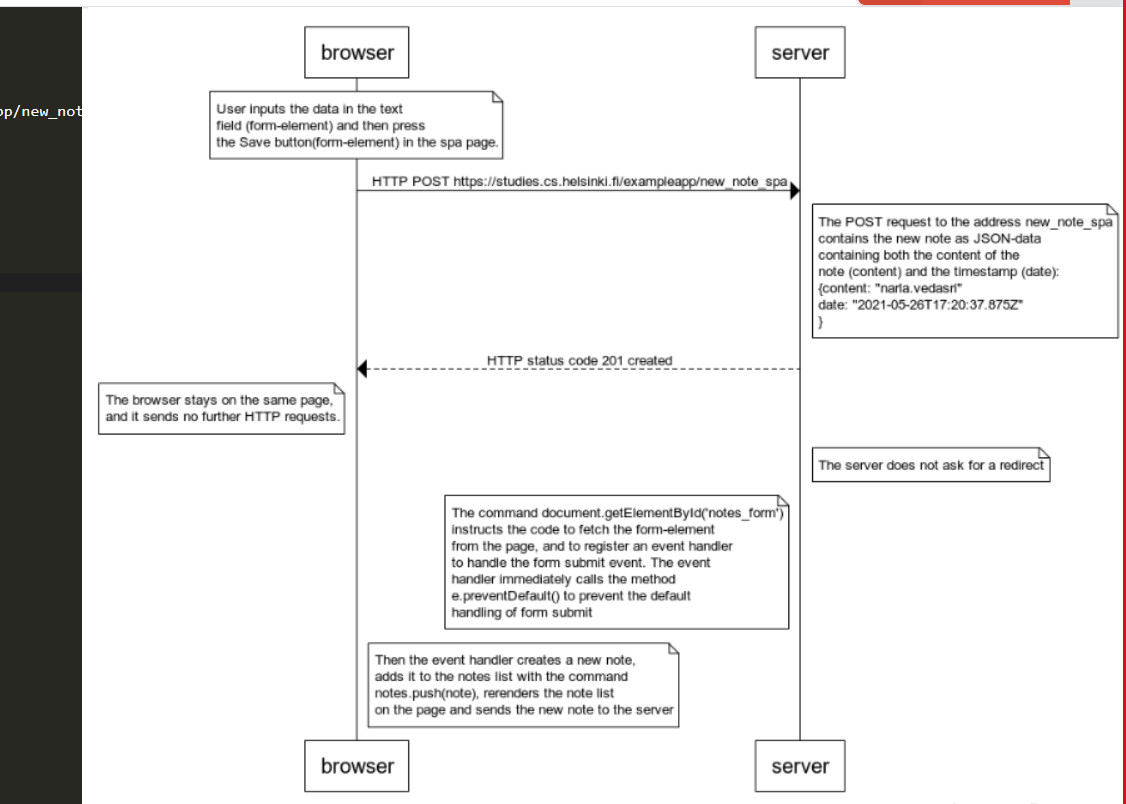 browser
server
User inputs the data in the text
field (form-element) and then press
the Save button(form-element) in the spa page.
pp/new_not
HTTP POST https://studies.cs.helsinki.fi/exampleapp/new_note_spa
The POST request to the address new_note_spa
contains the new note as JSON-data
containing both the content of the
note (content) and the timestamp (date):
{content: "narla.vedasri"
date: "2021-05-26T17:20:37.875Z"
}
HTTP status code 201 created
The browser stays on the same page,
and it sends no further HTTP requests.
The server does not ask for a redirect
The command document.getElementById('notes_form')
instructs the code to fetch the form-element
from the page, and to register an event handler
to handle the form submit event. The event
handler immediately calls the method
e.preventDefault() to prevent the default
handling of form submit
Then the event handler creates a new note,
adds it to the notes list with the command
notes.push(note), rerenders the note list
on the page and sends the new note to the server
browser
server